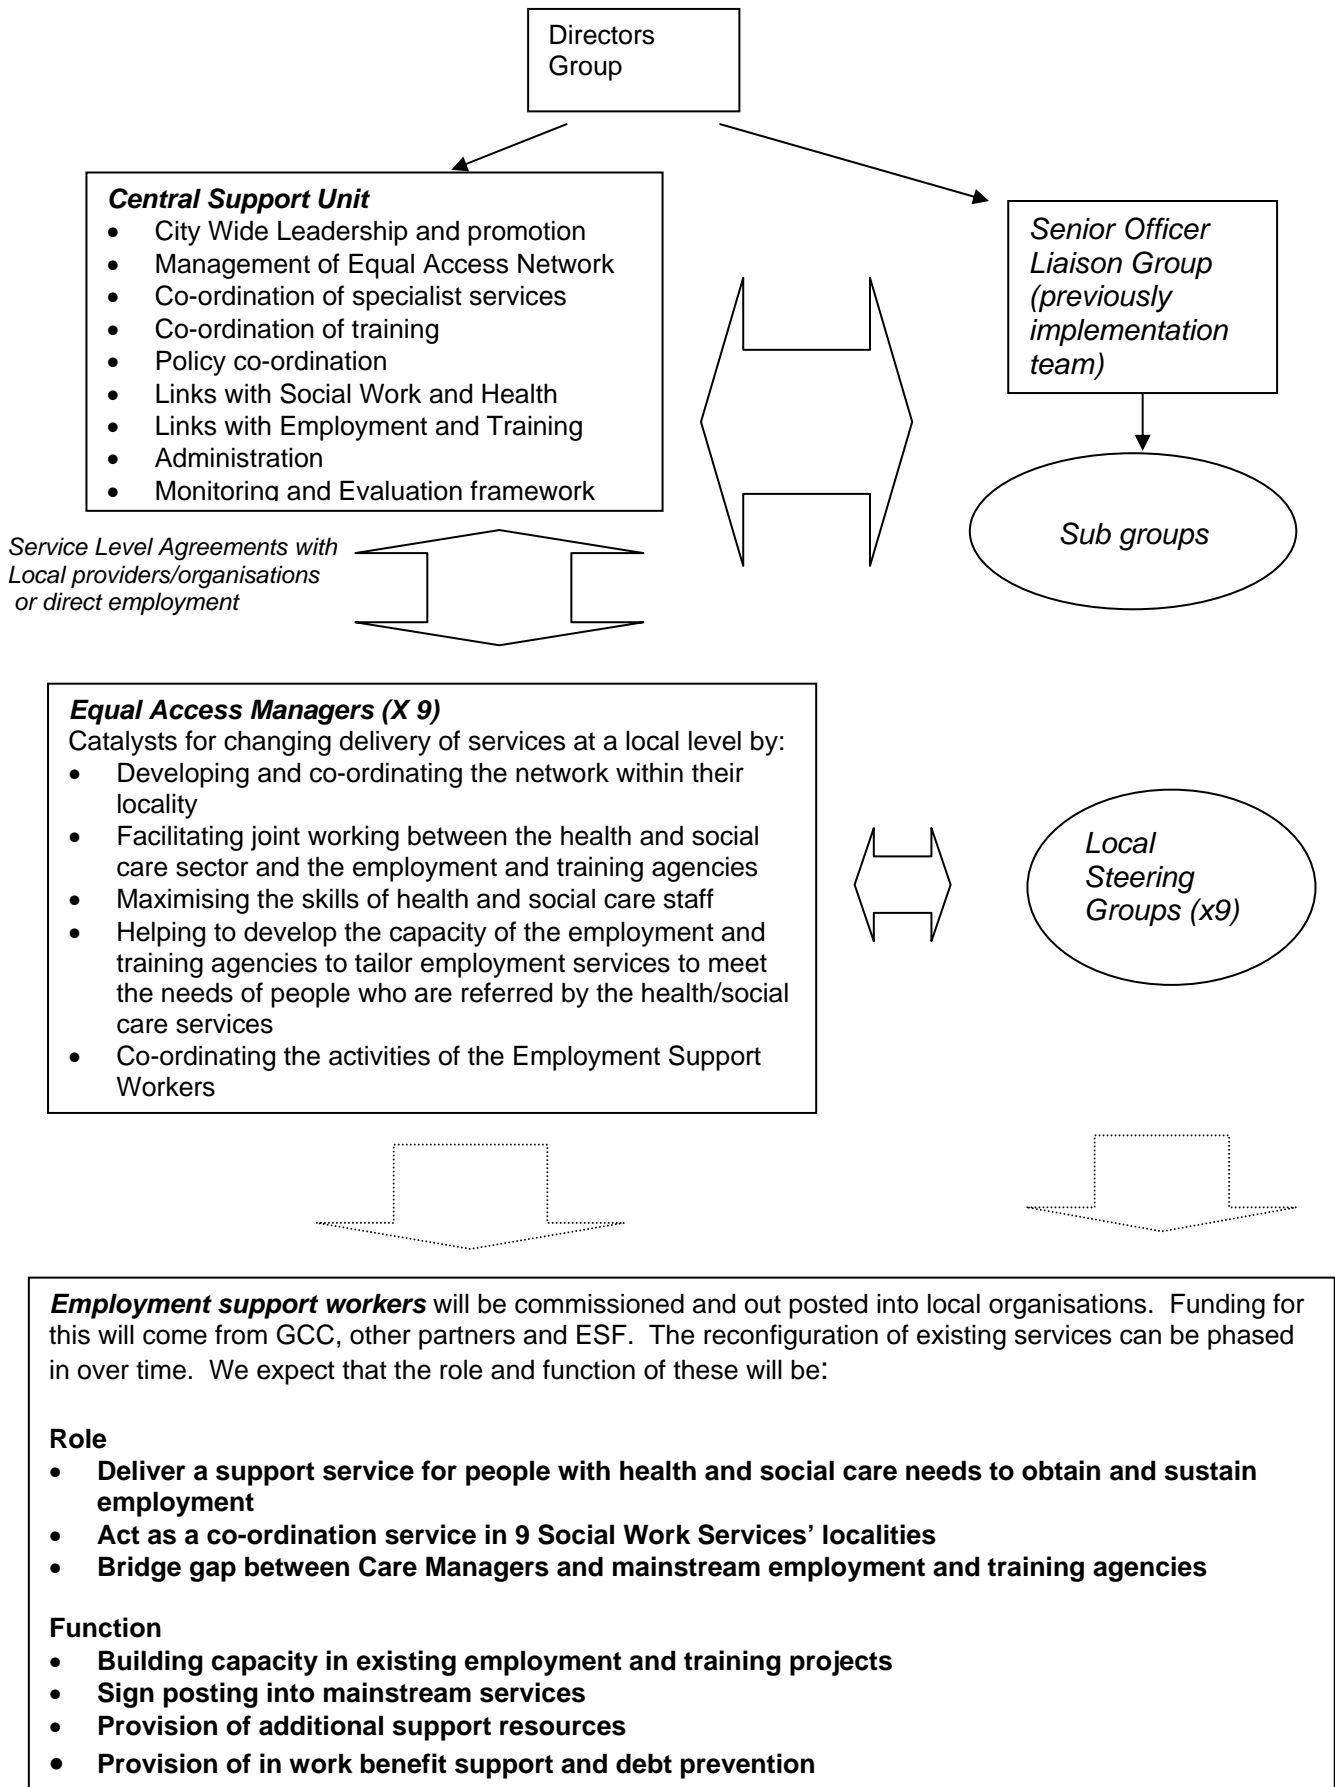 Directors
Group
Central Support Unit
• City Wide Leadership and promotion
• Management of Equal Access Network
• Co-ordination of specialist services
• Co-ordination of training
• Policy co-ordination
• Links with Social Work and Health
• Links with Employment and Training
• Administration
• Monitoring and Evaluation framework
Senior Officer
Liaison Group
(previously
implementation
team)
Sub groups
Service Level Agreements with
Local providers/organisations
or direct employment
Equal Access Managers (X 9)
Catalysts for changing delivery of services at a local level by:
• Developing and co-ordinating the network within their
locality
• Facilitating joint working between the health and social
care sector and the employment and training agencies
• Maximising the skills of health and social care staff
• Helping to develop the capacity of the employment and
training agencies to tailor employment services to meet
the needs of people who are referred by the health/social
care services
• Co-ordinating the activities of the Employment Support
Workers
Local
Steering
Groups (x9)
Employment support workers will be commissioned and out posted into local organisations. Funding for
this will come from GCC, other partners and ESF. The reconfiguration of existing services can be phased
in over time. We expect that the role and function of these will be:
Role
• Deliver a support service for people with health and social care needs to obtain and sustain
employment
• Act as a co-ordination service in 9 Social Work Services’ localities
• Bridge gap between Care Managers and mainstream employment and training agencies
Function
• Building capacity in existing employment and training projects
• Sign posting into mainstream services
• Provision of additional support resources
• Provision of in work benefit support and debt prevention